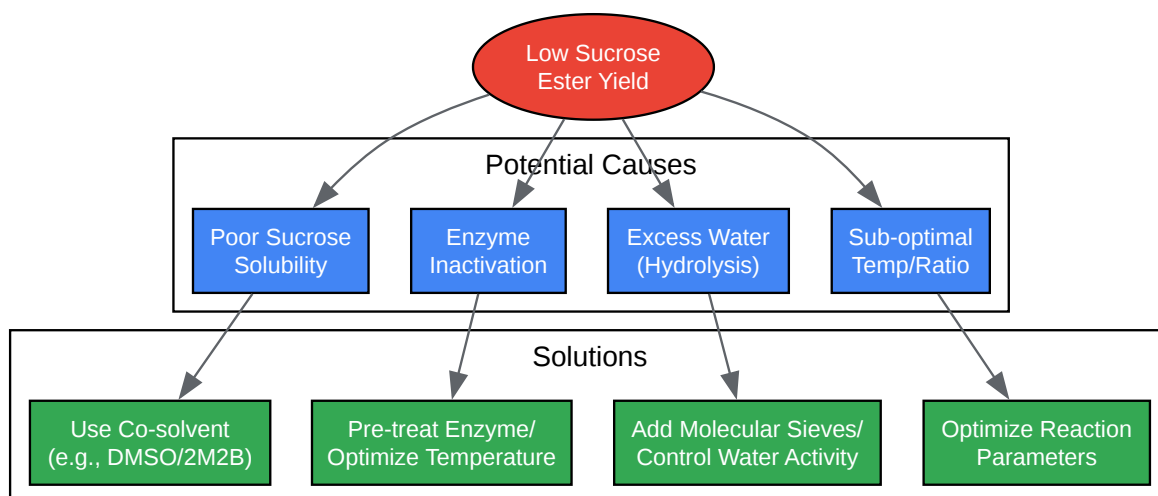 Low Sucrose
Ester Yield
Potential Causes
Poor Sucrose
Solubility
Enzyme
Inactivation
Excess Water
(Hydrolysis)
Sub-optimal
Temp/Ratio
Solutions
Use Co-solvent
(e.g., DMSO/2M2B)
Pre-treat Enzyme/
Optimize Temperature
Add Molecular Sieves/
Control Water Activity
Optimize Reaction
Parameters